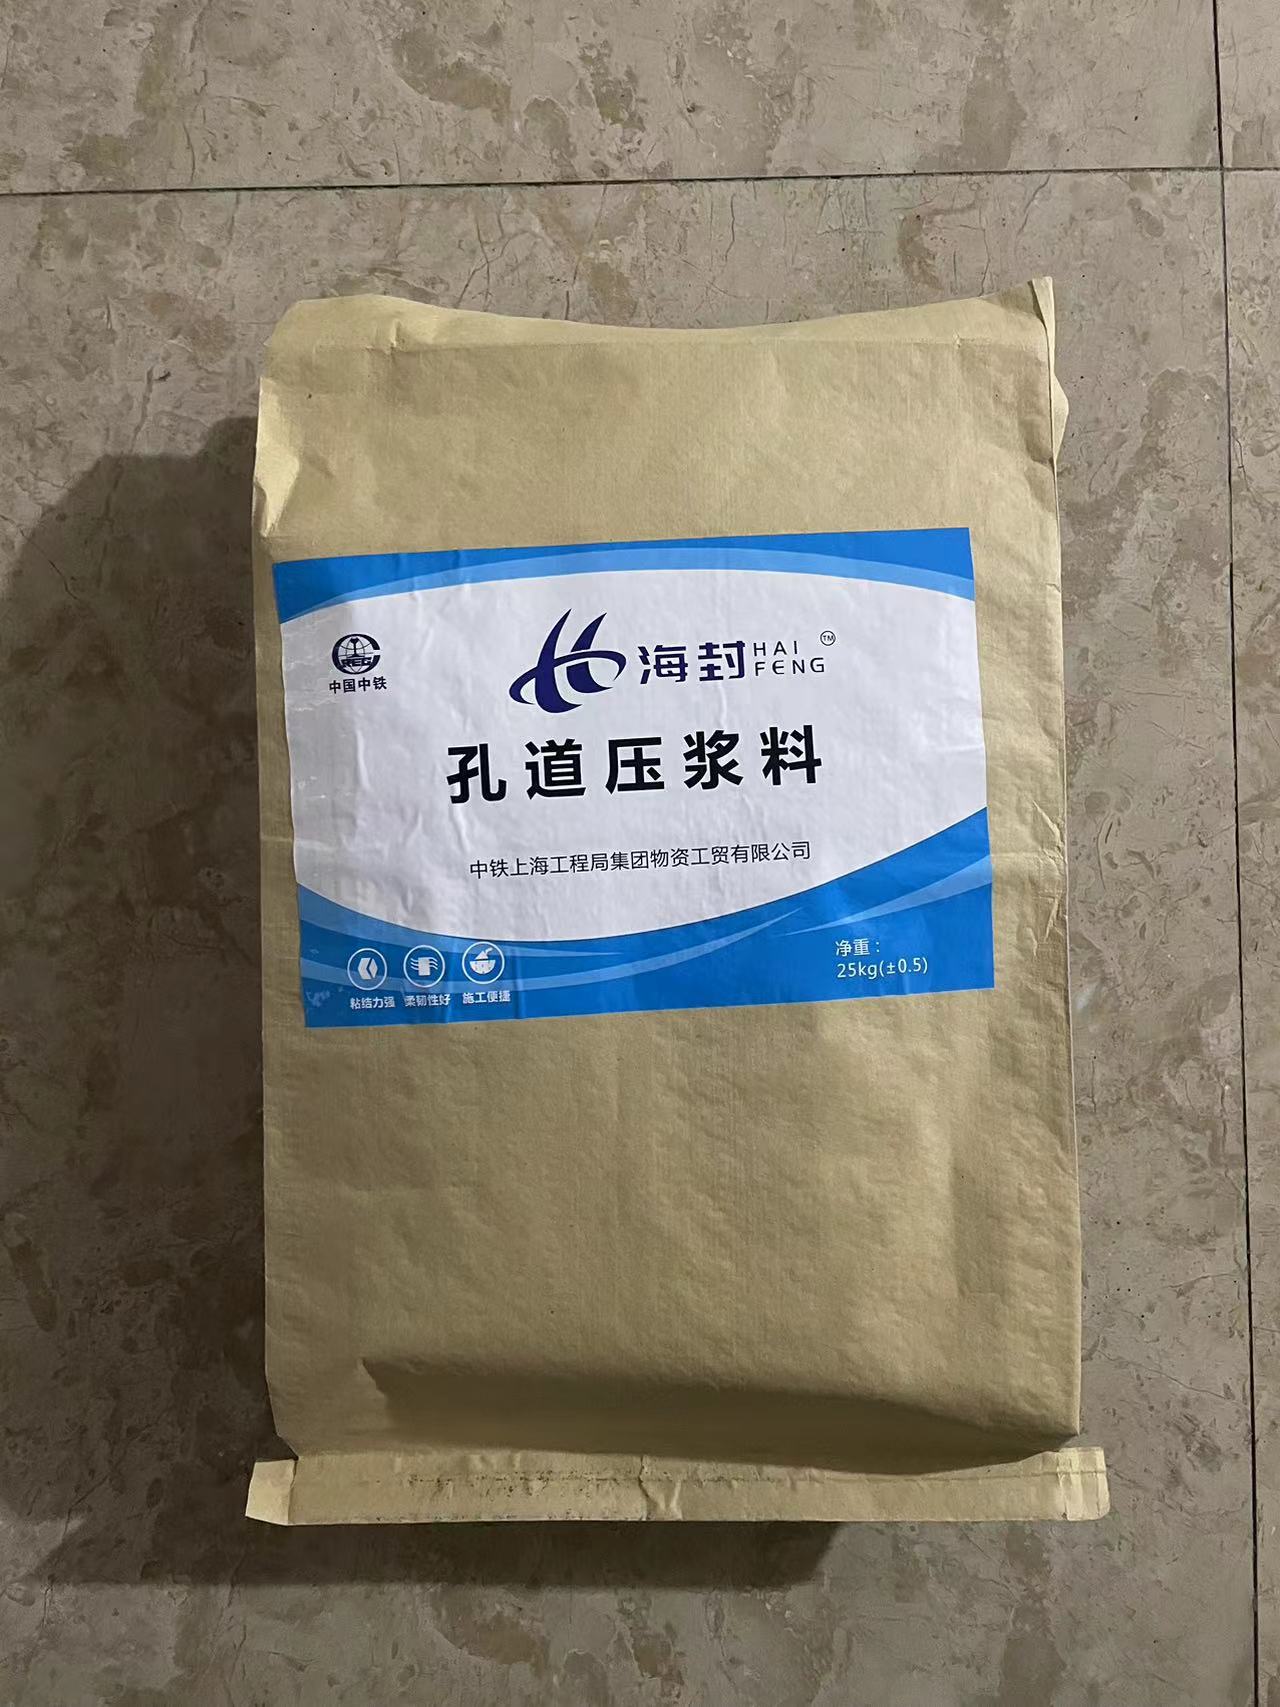 海封 HAI FENG TM
CREC
中国中铁
孔道压浆料
中铁上海工程局集团物资工贸有限公司
净重：
25kg(±0.5)
粘结力强 柔韧性好 施工便捷